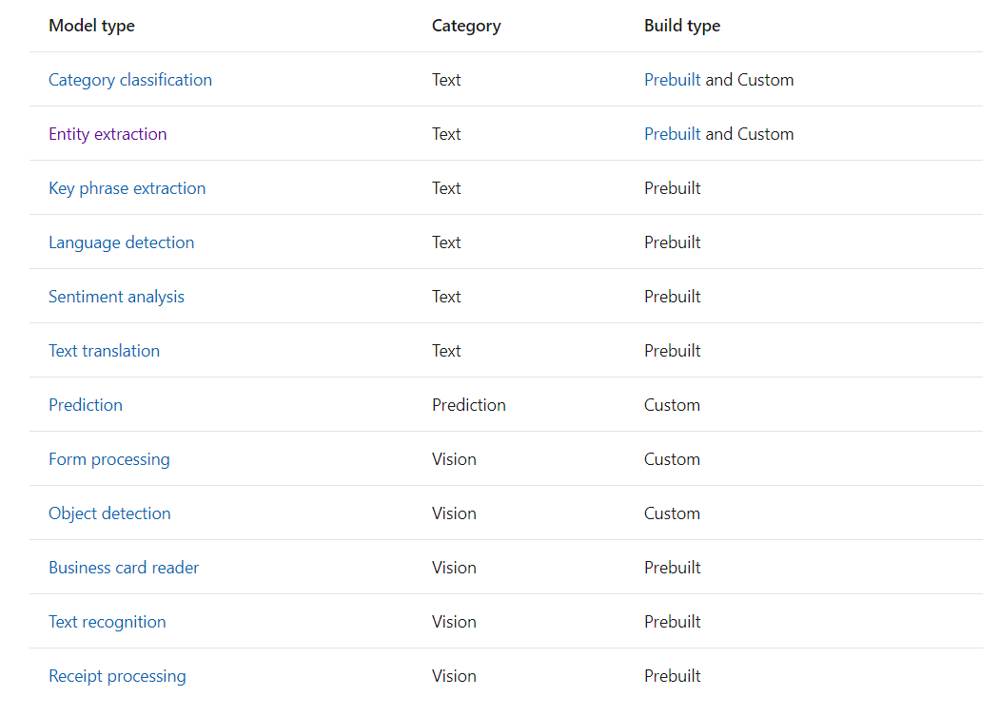 Model type Category Build type
Category classification Text Prebuilt and Custom
Entity extraction Text Prebuilt and Custom
Key phrase extraction Text Prebuilt
Language detection Text Prebuilt
Sentiment analysis Text Prebuilt
Text translation Text Prebuilt
Prediction Prediction Custom
Form processing Vision Custom
Object detection Vision Custom
Business card reader Vision Prebuilt
Text recognition Vision Prebuilt
Receipt processing Vision Prebuilt